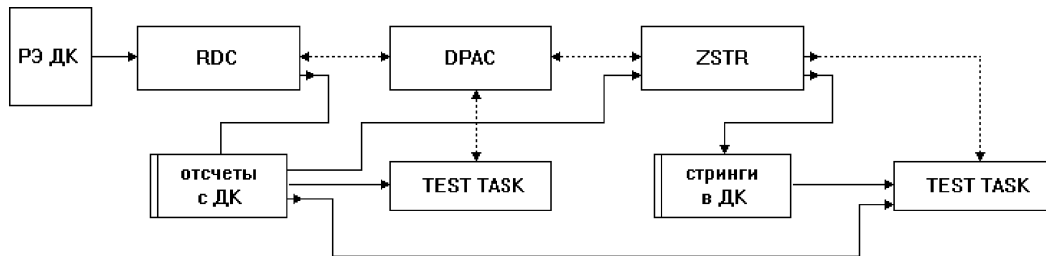 РЭ ДК
RDC
DPAC
ZSTR
отсчеты
с ДК
TEST TASK
стринги
в ДК
TEST TASK